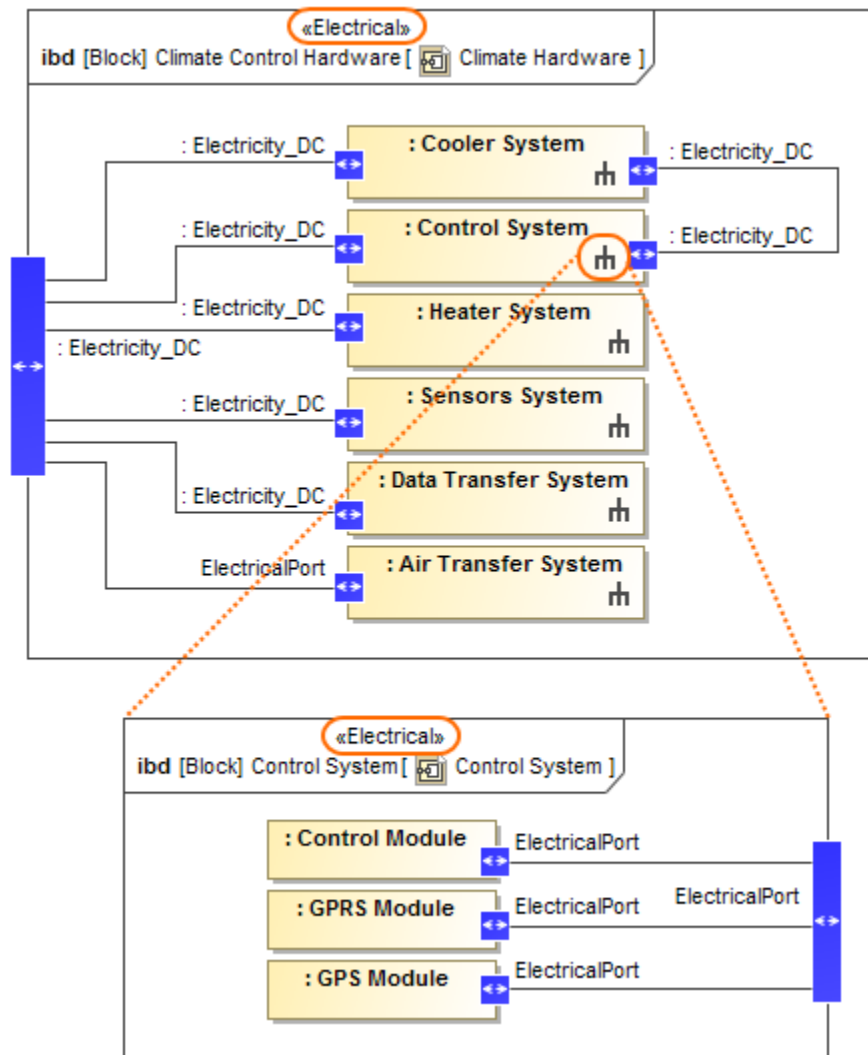 «Electrical»
ibd [Block] Climate Control Hardware [ Climate Hardware ]
: Electricity_DC
: Cooler System
: Electricity_DC
: Electricity_DC
: Control System
: Electricity_DC
: Electricity_DC
: Heater System
: Electricity_DC
: Electricity_DC
: Sensors System
: Electricity_DC
: Data Transfer System
ElectricalPort
: Air Transfer System
«Electrical»
ibd [Block] Control System [ Control System ]
: Control Module
ElectricalPort
: GPRS Module
ElectricalPort
ElectricalPort
: GPS Module
ElectricalPort